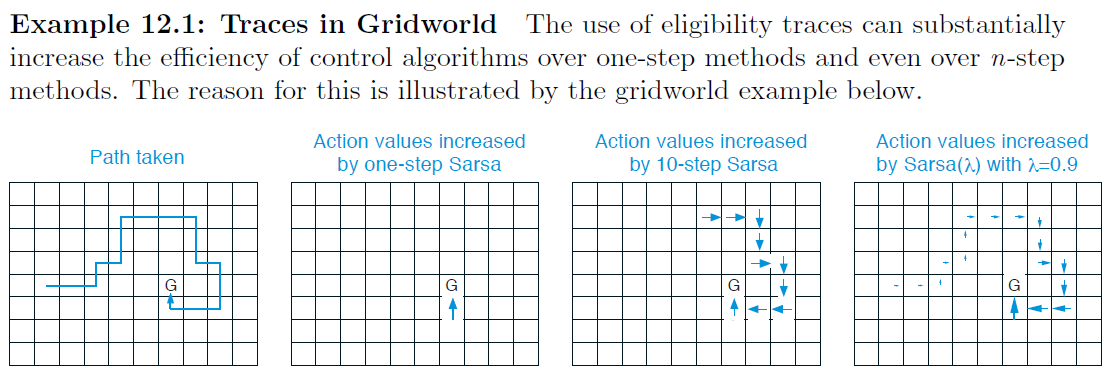 Example 12.1: Traces in Gridworld The use of eligibility traces can substantially
increase the efficiency of control algorithms over one-step methods and even over n-step
methods. The reason for this is illustrated by the gridworld example below.
Path taken
Action values increased
by one-step Sarsa
Action values increased
by 10-step Sarsa
Action values increased
by Sarsa(λ) with λ=0.9
G
G
G
G